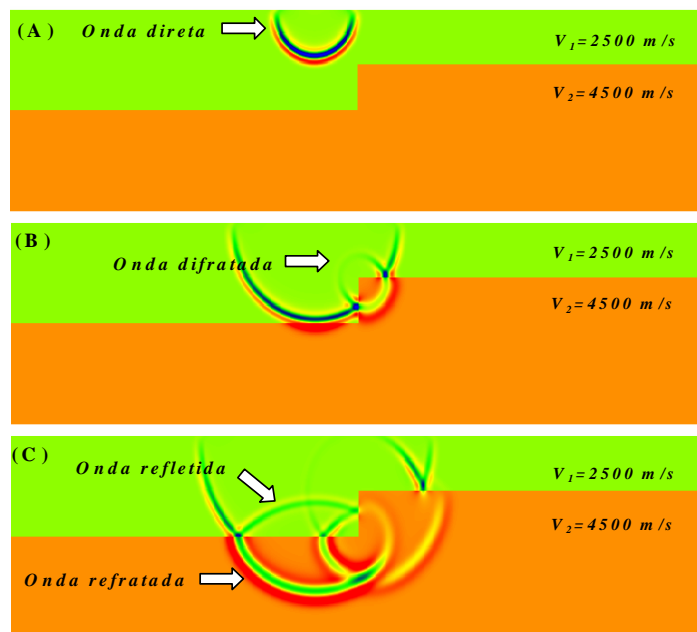 (A) Onda direta
V1=2500 m/s
V2=4500 m/s
(B)
Onda difratada
V1=2500 m/s
V2=4500 m/s
(C)
Onda refletida
V1=2500 m/s
V2=4500 m/s
Onda refratada